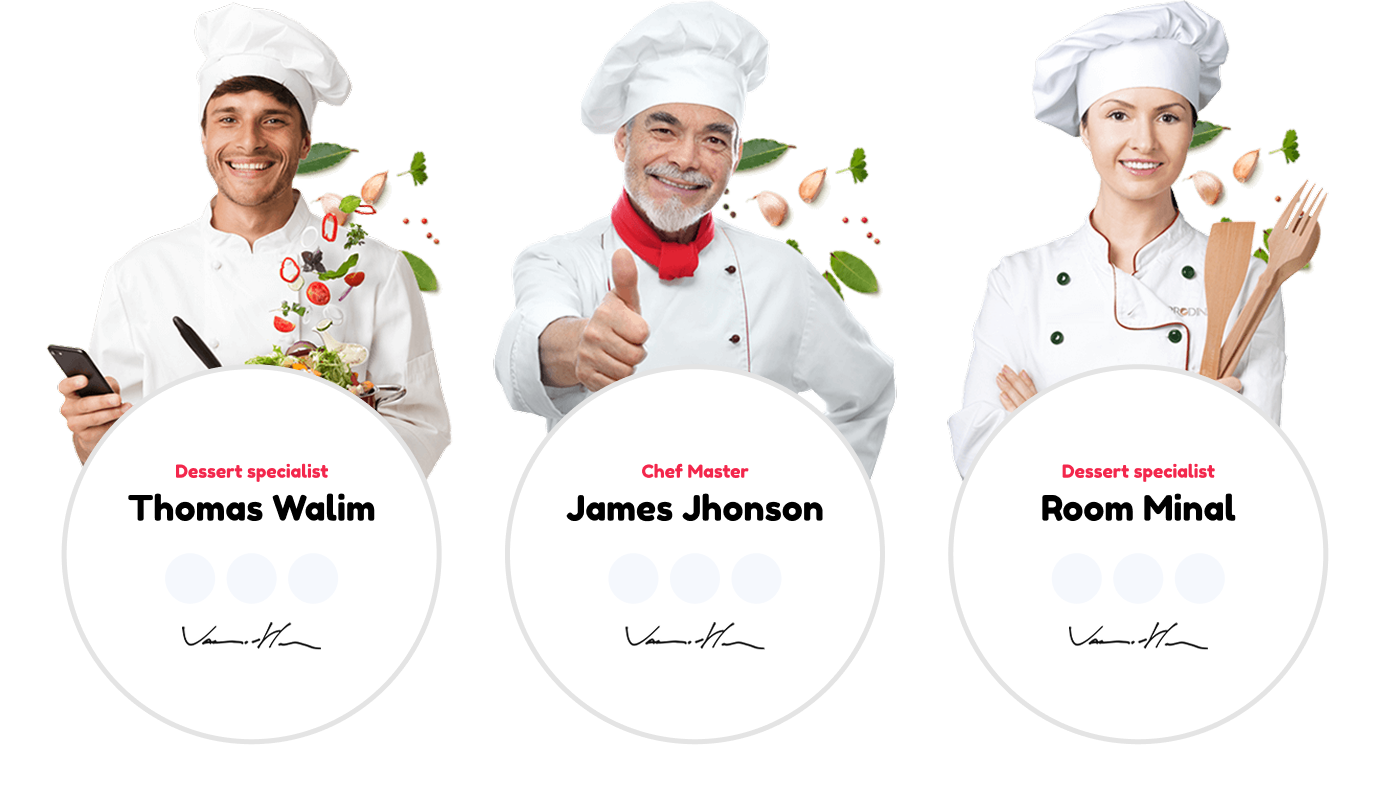 Dessert specialist
Thomas Walim
Chef Master
James Jhonson
Dessert specialist
Room Minal